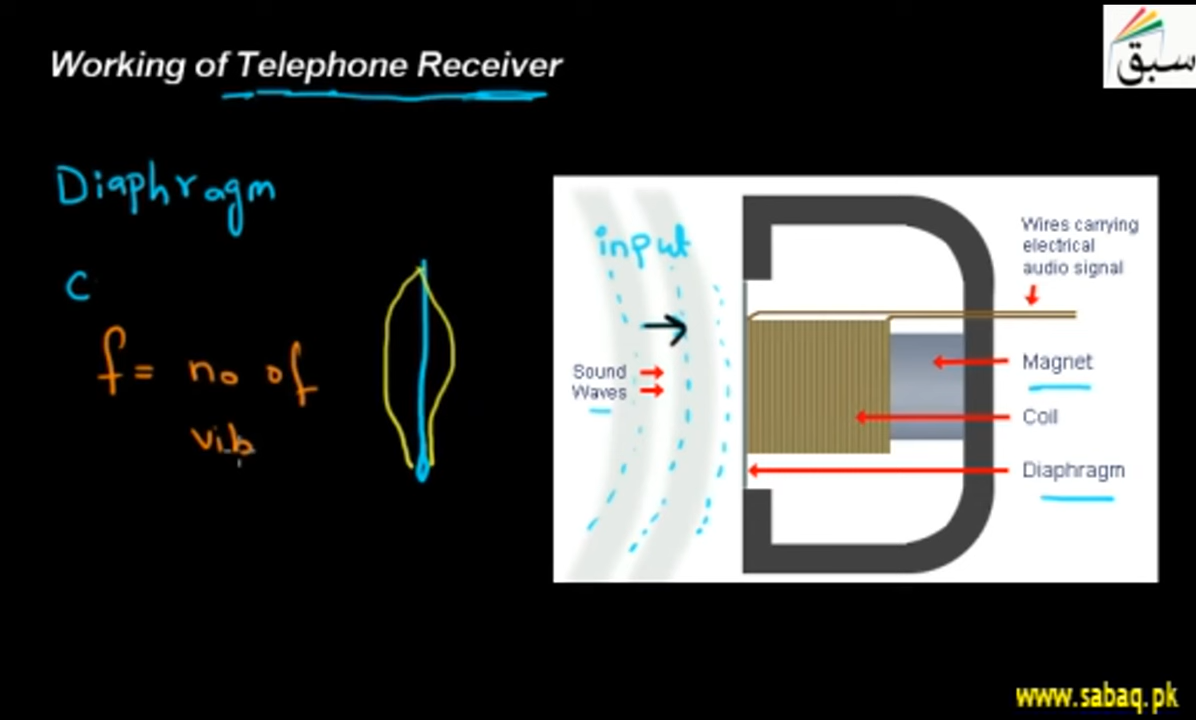 Working of Telephone Receiver
سبق
Diaphragm
C
f = no of
vib
input
Sound
Waves
Wires carrying
electrical
audio signal
Magnet
Coil
Diaphragm
www.sabaq.pk